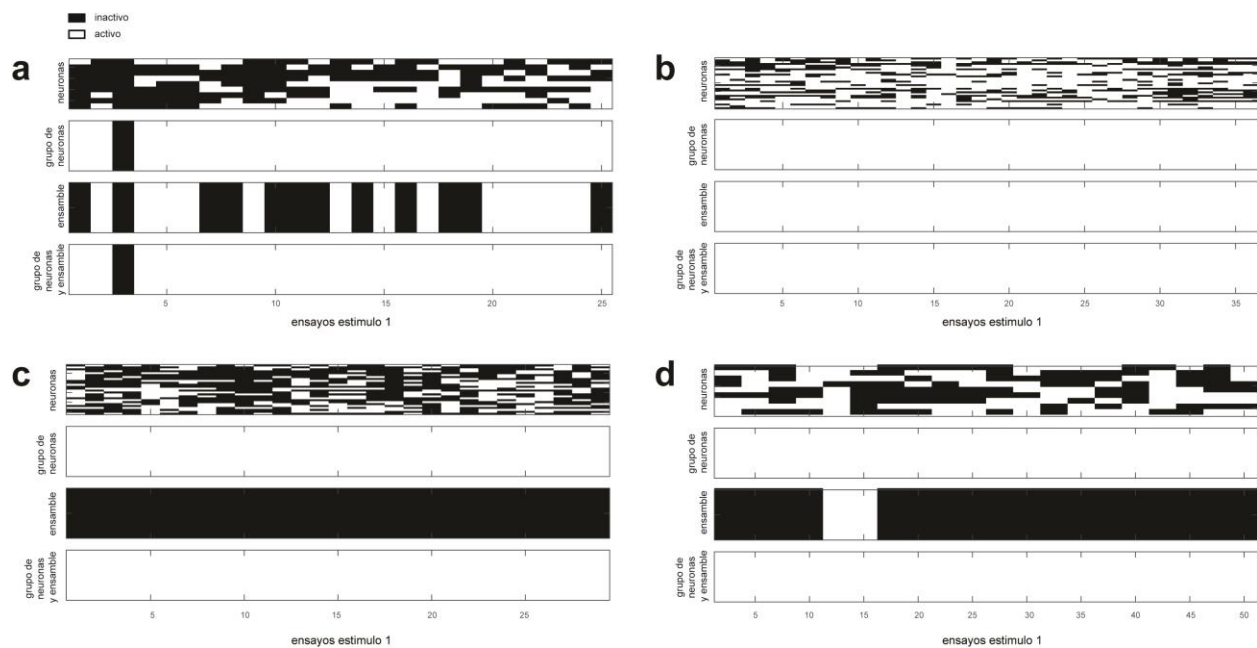 inactivo
activo
a
neuronas
grupo de
neuronas
ensamble
grupo de
neuronas
y ensamble
5
10
15
20
25
ensayos estimulo 1
b
neuronas
grupo de
neuronas
ensamble
grupo de
neuronas
y ensamble
5
10
15
20
25
30
35
ensayos estimulo 1
c
neuronas
grupo de
neuronas
ensamble
grupo de
neuronas
y ensamble
5
10
15
20
25
ensayos estimulo 1
d
neuronas
grupo de
neuronas
ensamble
grupo de
neuronas
y ensamble
5
10
15
20
25
30
35
40
45
50
ensayos estimulo 1